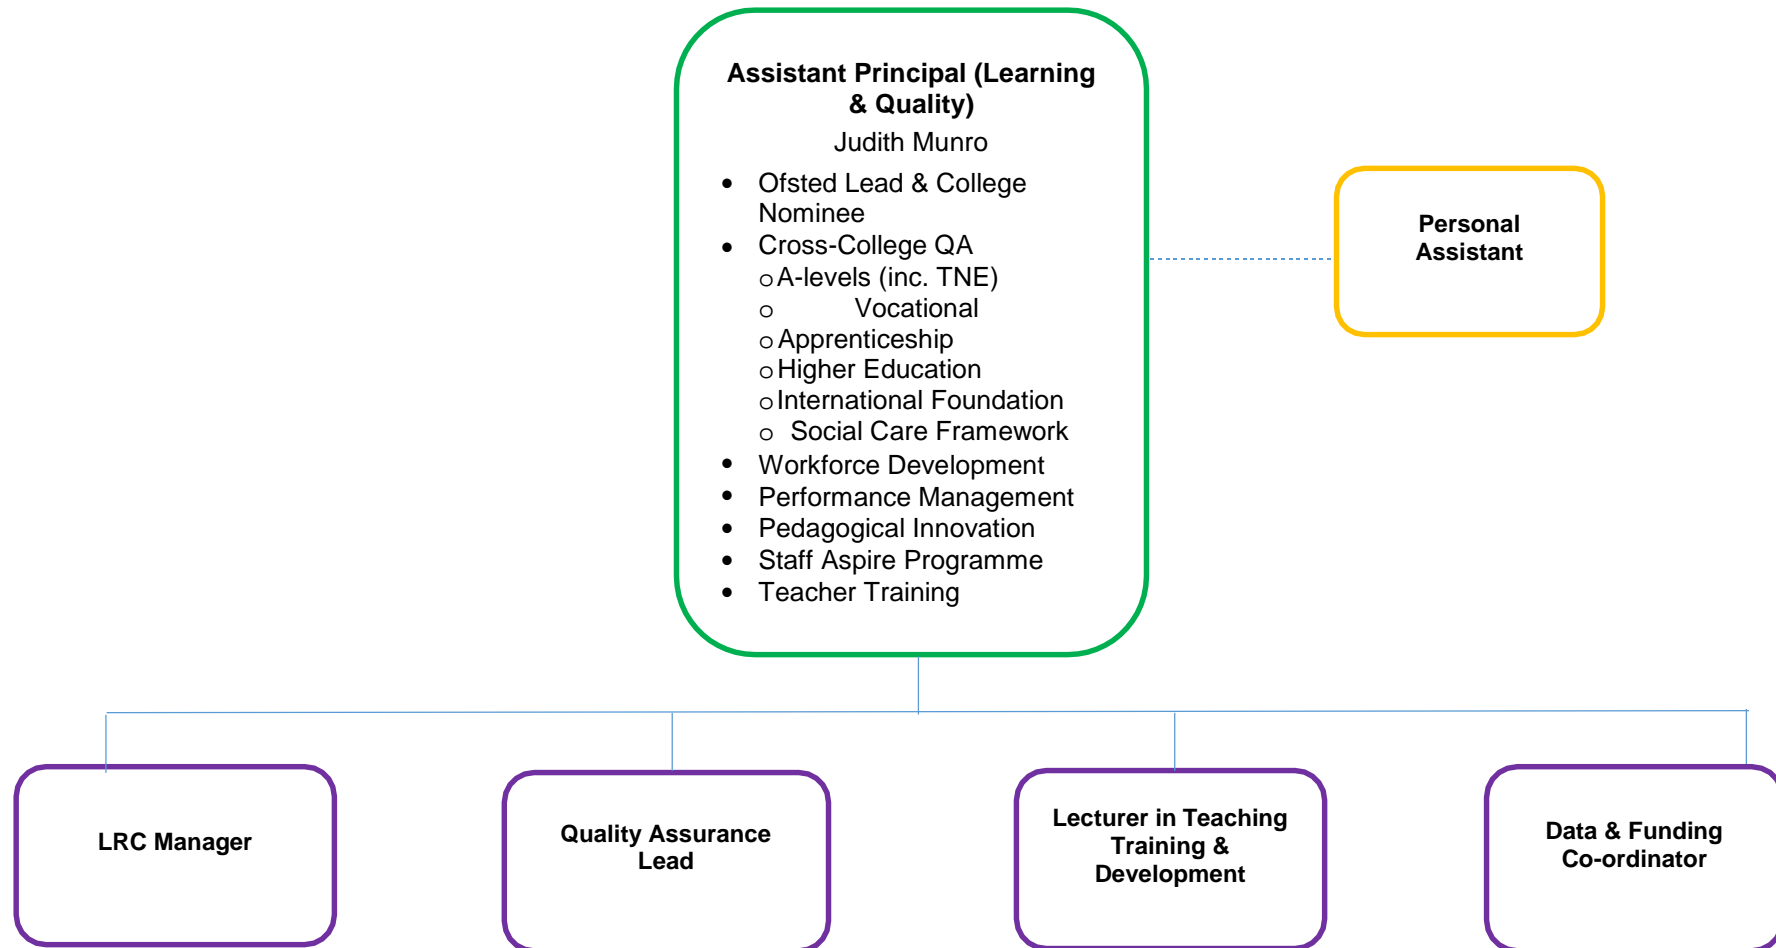 Assistant Principal (Learning
& Quality)
Judith Munro
• Ofsted Lead & College
Nominee
• Cross-College QA
o A-levels (inc. TNE)
o Vocational
o Apprenticeship
o Higher Education
o International Foundation
o Social Care Framework
• Workforce Development
• Performance Management
• Pedagogical Innovation
• Staff Aspire Programme
• Teacher Training
Personal
Assistant
LRC Manager
Quality Assurance
Lead
Lecturer in Teaching
Training &
Development
Data & Funding
Co-ordinator